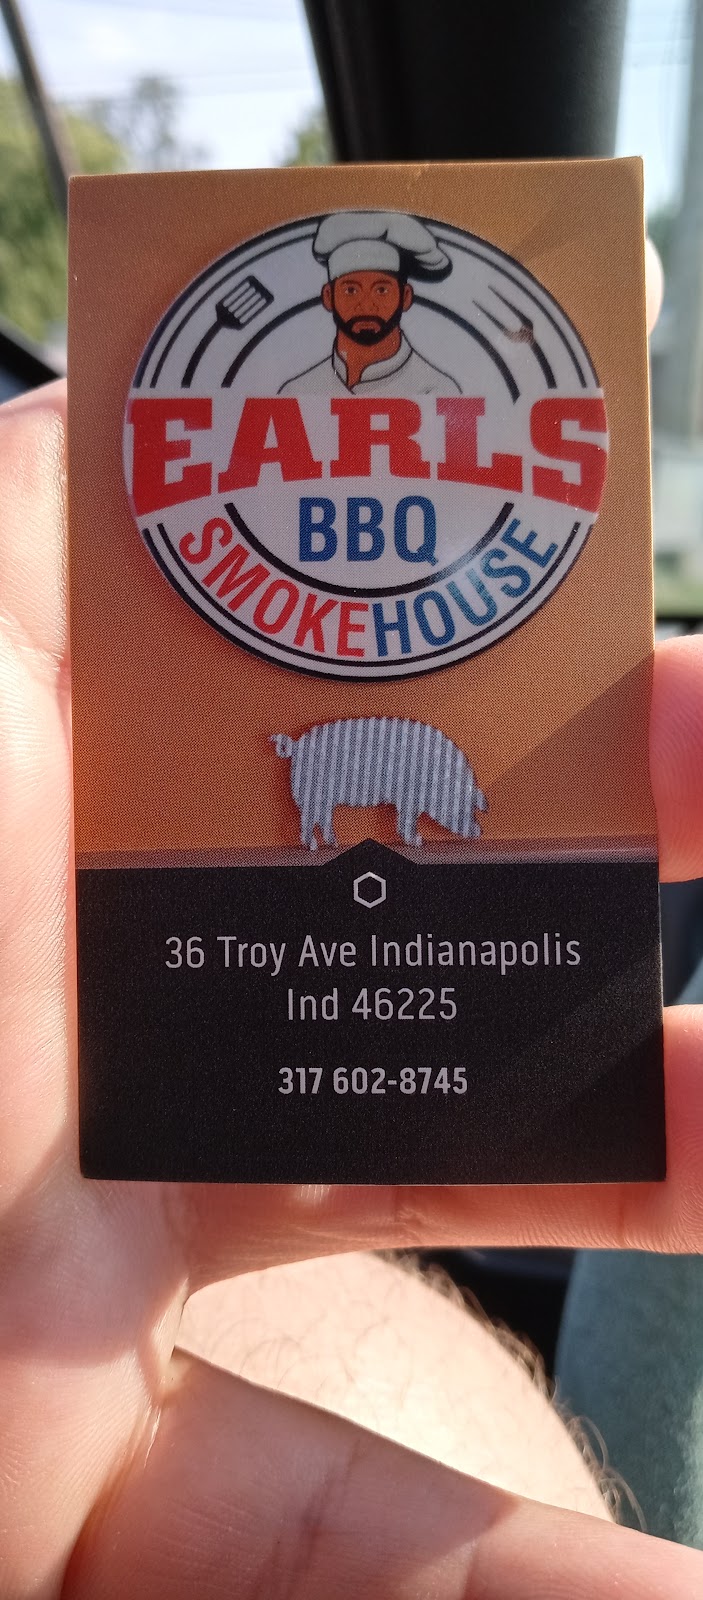 EARLS
BBQ
SMOKEHOUSE
36 Troy Ave Indianapolis
Ind 46225
317 602-8745